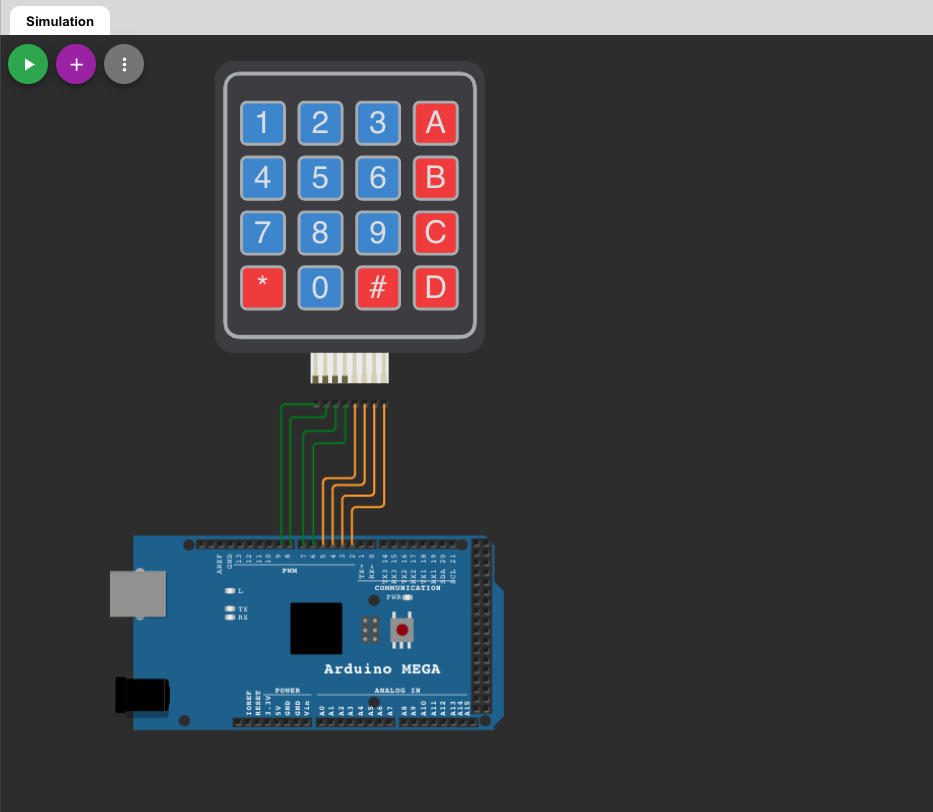 Simulation
1 2 3 A
4 5 6 B
7 8 9 C
* 0 # D
AREF
GND
13
12
11
10
9
8
7
6
5
4
3
2
TX→ 1
RX← 0
TX3 14
RX3 15
TX2 16
RX2 17
TX1 18
RX1 19
SDA 20
SCL 21
PWM
COMMUNICATION
PWR
L
TX
RX
Arduino MEGA
POWER
ANALOG IN
IOREF
RESET
3.3V
5V
GND
GND
Vin
A0
A1
A2
A3
A4
A5
A6
A7
A8
A9
A10
A11
A12
A13
A14
A15